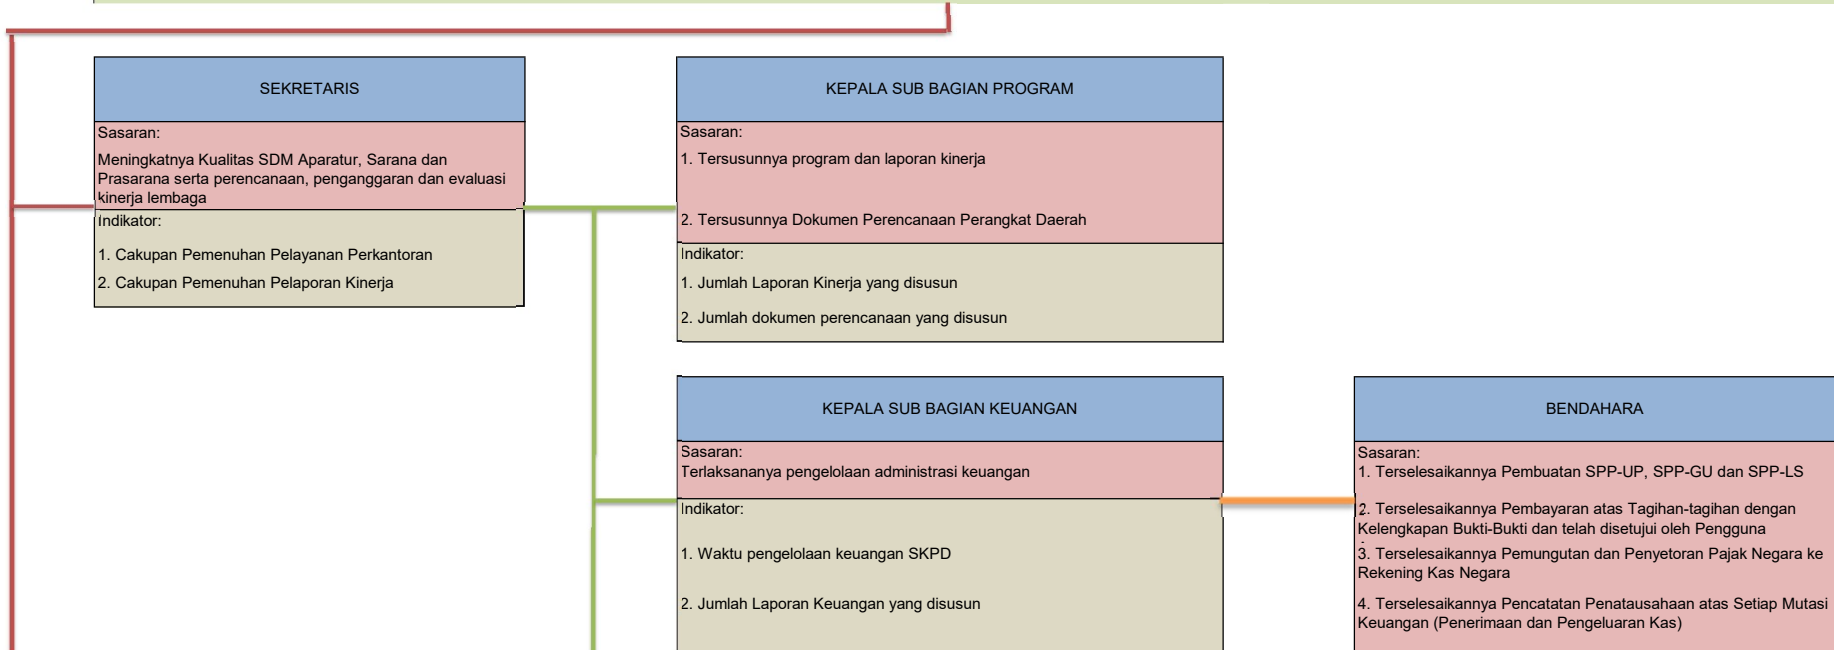 SEKRETARIS
Sasaran:
Meningkatnya Kualitas SDM Aparatur, Sarana dan
Prasarana serta perencanaan, penganggaran dan evaluasi
kinerja lembaga
Indikator:
1. Cakupan Pemenuhan Pelayanan Perkantoran
2. Cakupan Pemenuhan Pelaporan Kinerja
KEPALA SUB BAGIAN PROGRAM
Sasaran:
1. Tersusunnya program dan laporan kinerja
2. Tersusunnya Dokumen Perencanaan Perangkat Daerah
Indikator:
1. Jumlah Laporan Kinerja yang disusun
2. Jumlah dokumen perencanaan yang disusun
KEPALA SUB BAGIAN KEUANGAN
Sasaran:
Terlaksananya pengelolaan administrasi keuangan
Indikator:
1. Waktu pengelolaan keuangan SKPD
2. Jumlah Laporan Keuangan yang disusun
BENDAHARA
Sasaran:
1. Terselesaikannya Pembuatan SPP-UP, SPP-GU dan SPP-LS
2. Terselesaikannya Pembayaran atas Tagihan-tagihan dengan
Kelengkapan Bukti-Bukti dan telah disetujui oleh Pengguna
3. Terselesaikannya Pemungutan dan Penyetoran Pajak Negara ke
Rekening Kas Negara
4. Terselesaikannya Pencatatan Penatausahaan atas Setiap Mutasi
Keuangan (Penerimaan dan Pengeluaran Kas)